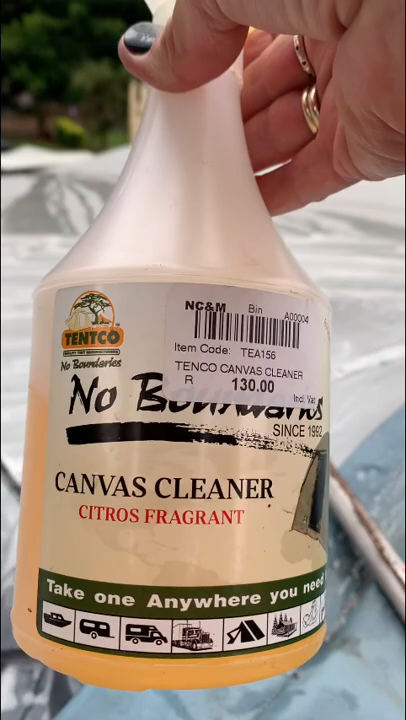 NC&M Bin A00004
Item Code: TEA156
TENCO CANVAS CLEANER
R 130.00
Incl. Vat
TENTCO
No Boundaries
No Boundaries
SINCE 1992
CANVAS CLEANER
CITROS FRAGRANT
Take one Anywhere you need